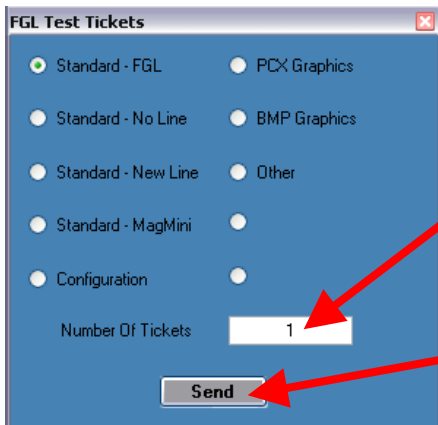 FGL Test Tickets
Standard - FGL
PCX Graphics
Standard - No Line
BMP Graphics
Standard - New Line
Other
Standard - MagMini
Configuration
Number Of Tickets
1
Send